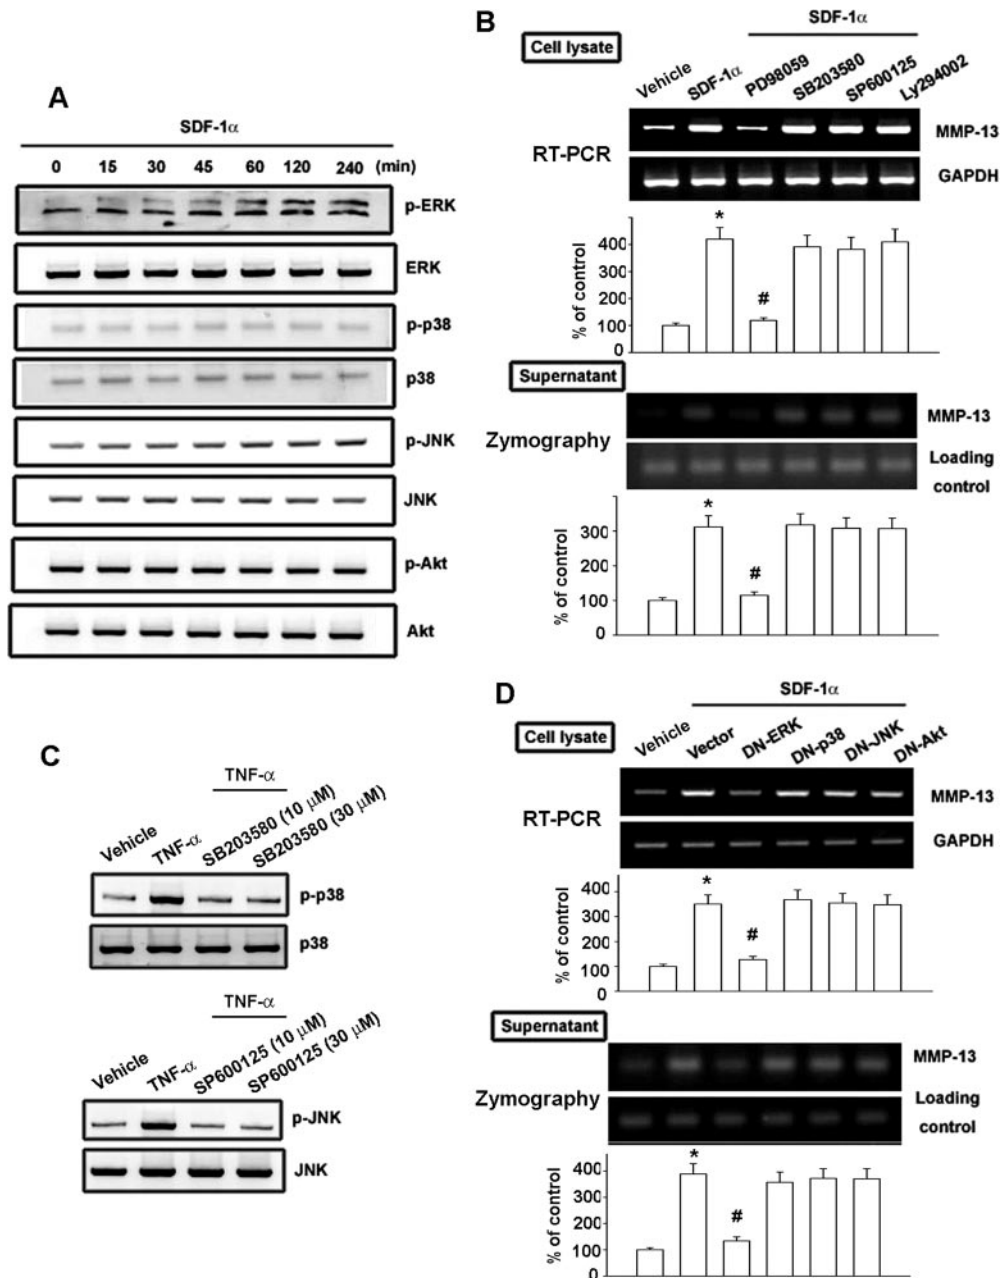 A
SDF-1α
0 15 30 45 60 120 240 (min)
p-ERK
ERK
p-p38
p38
p-JNK
JNK
p-Akt
Akt
B
SDF-1α
Cell lysate
Vehicle
SDF-1α
PD98059
SB203580
SP600125
Ly294002
RT-PCR
MMP-13
GAPDH
% of control
400
300
200
100
0
*
#
Supernatant
Zymography
MMP-13
Loading
control
% of control
300
200
100
0
*
#
C
TNF-α
Vehicle
TNF-α
SB203580 (10 μM)
SB203580 (30 μM)
p-p38
p38
TNF-α
Vehicle
TNF-α
SP600125 (10 μM)
SP600125 (30 μM)
p-JNK
JNK
D
SDF-1α
Cell lysate
Vehicle
Vector
DN-ERK
DN-p38
DN-JNK
DN-Akt
RT-PCR
MMP-13
GAPDH
% of control
400
300
200
100
0
*
#
Supernatant
Zymography
MMP-13
Loading
control
% of control
400
300
200
100
0
*
#